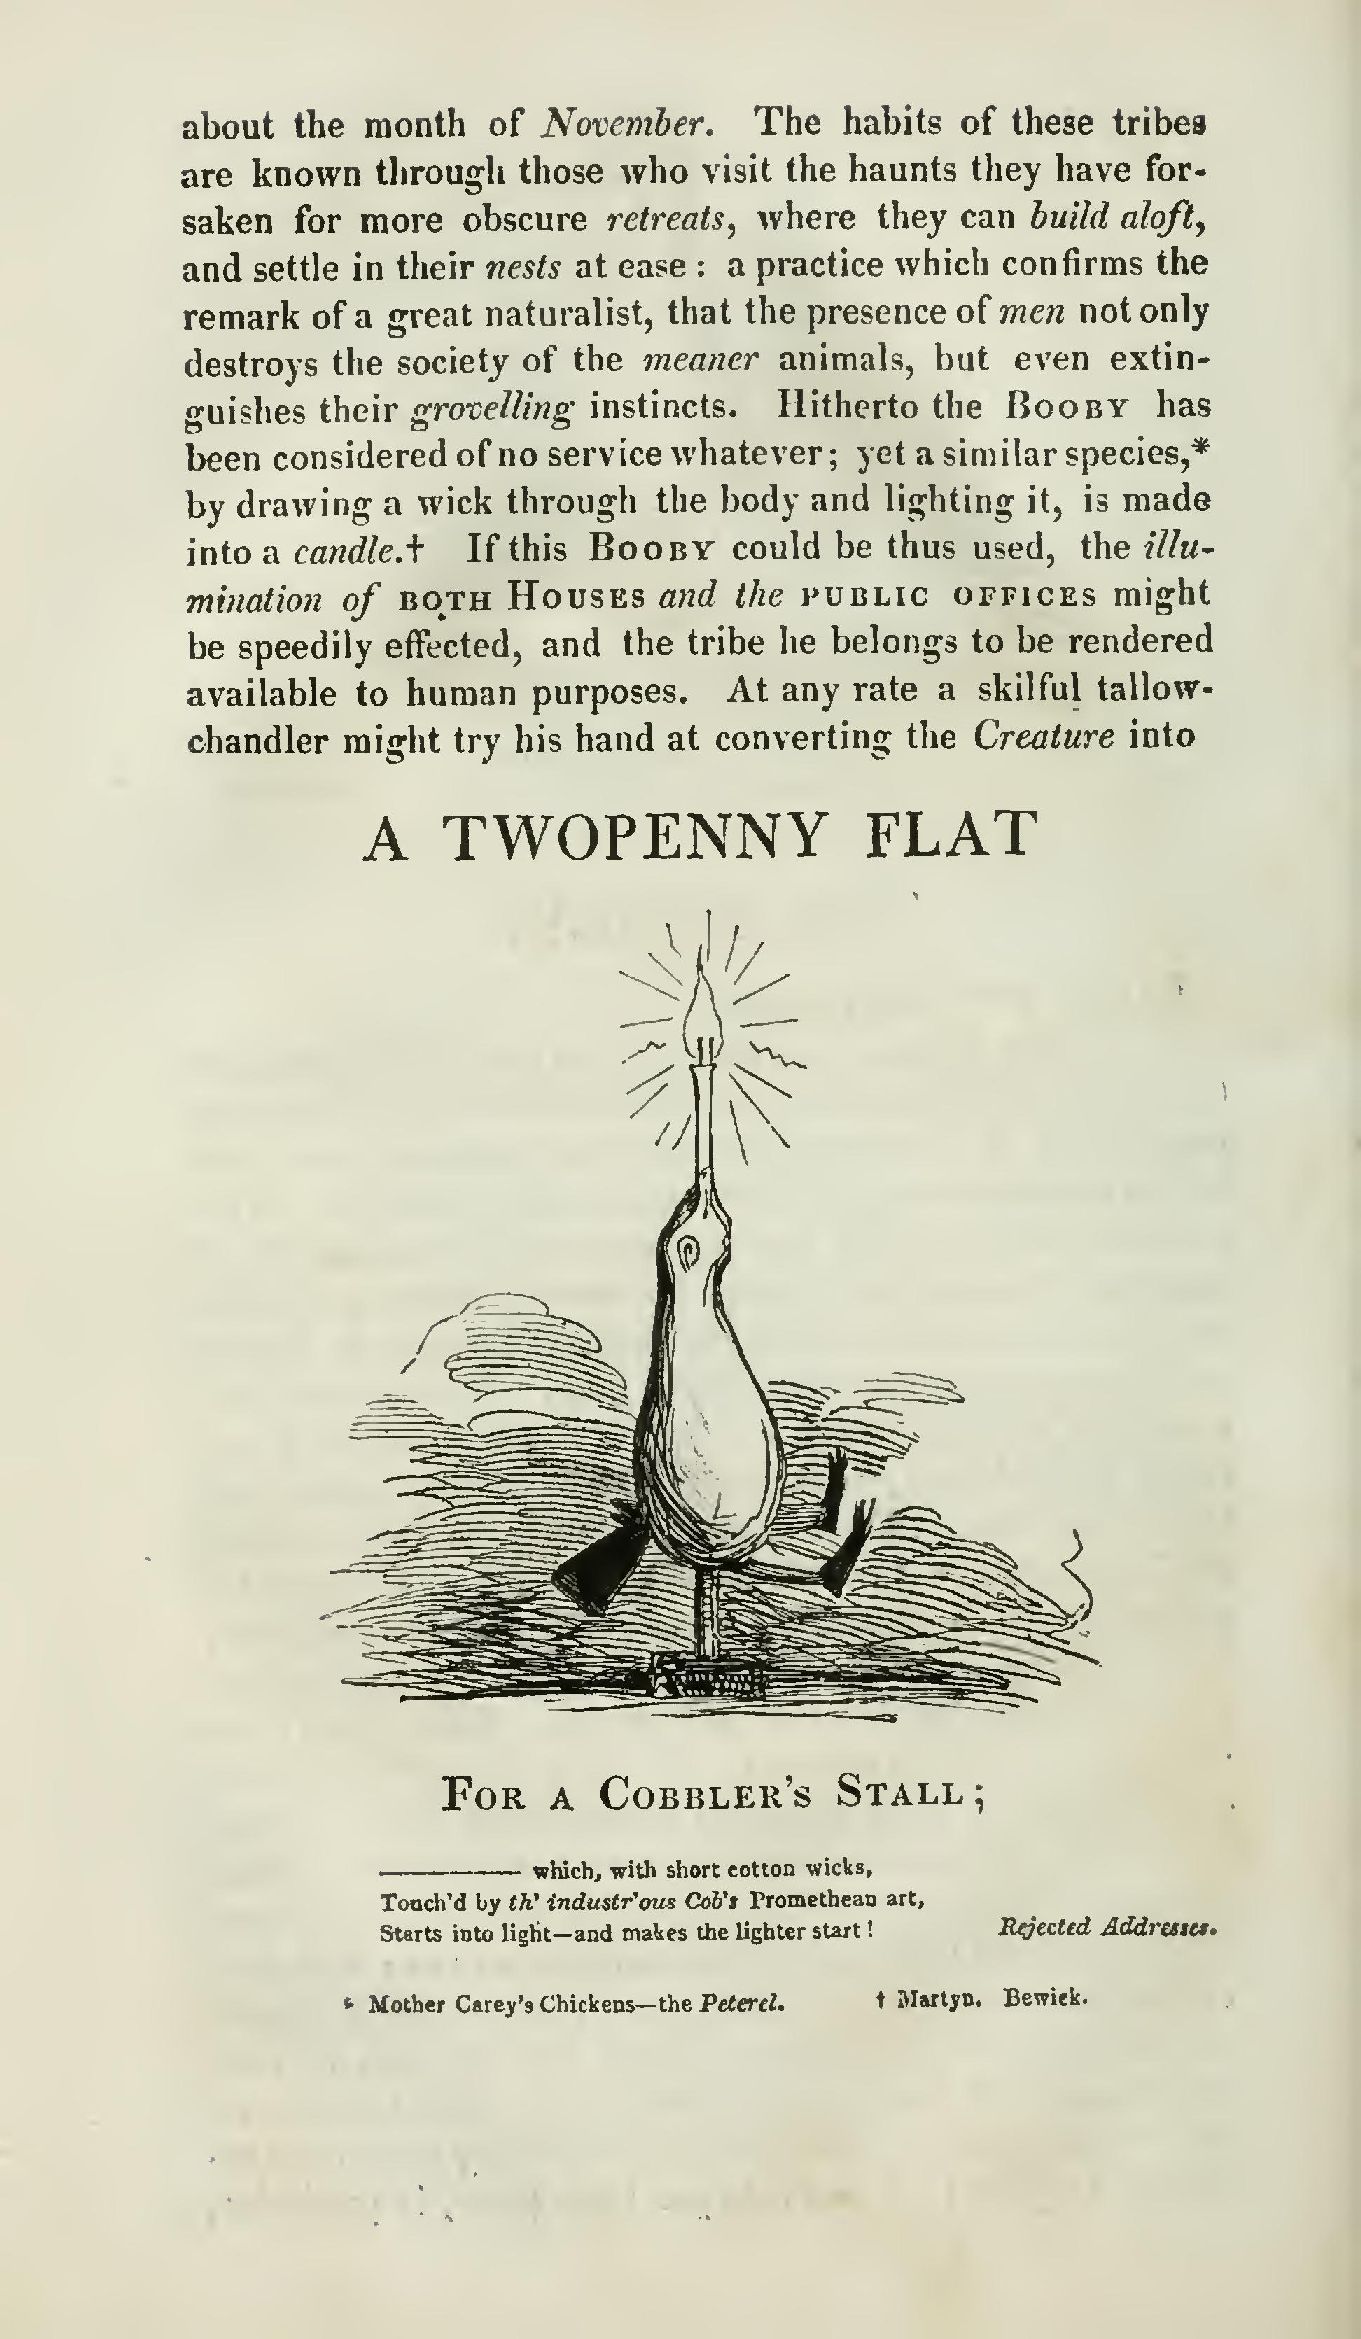 about the month of November. The habits of these tribes
are known through those who visit the haunts they have for-
saken for more obscure retreats, where they can build aloft,
and settle in their nests at ease : a practice which confirms the
remark of a great naturalist, that the presence of men not only
destroys the society of the meaner animals, but even extin-
guishes their grovelling instincts. Hitherto the BOOBY has
been considered of no service whatever; yet a similar species,*
by drawing a wick through the body and lighting it, is made
into a candle.† If this BOOBY could be thus used, the illu-
mination of BOTH HOUSES and the PUBLIC OFFICES might
be speedily effected, and the tribe he belongs to be rendered
available to human purposes. At any rate a skilful tallow-
chandler might try his hand at converting the Creature into
A TWOPENNY FLAT
FOR A COBBLER'S STALL;
——— which, with short cotton wicks,
Touch'd by th' industr'ous Cob's Promethean art,
Starts into light—and makes the lighter start!
Rejected Addresses.
* Mother Carey's Chickens—the Peterel. † Martyn. Bewick.